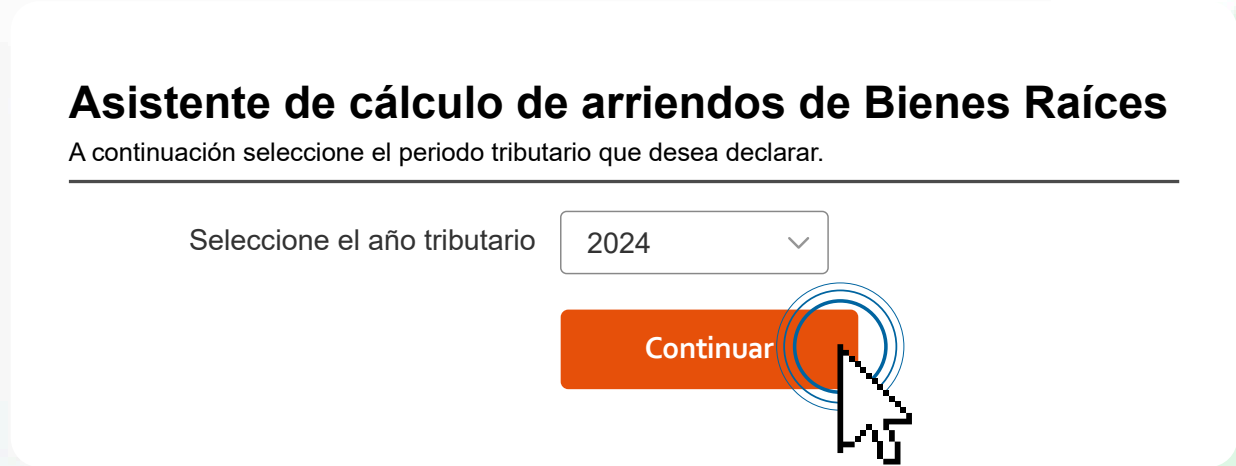 Asistente de cálculo de arriendos de Bienes Raíces
A continuación seleccione el periodo tributario que desea declarar.
Seleccione el año tributario 2024
Continuar